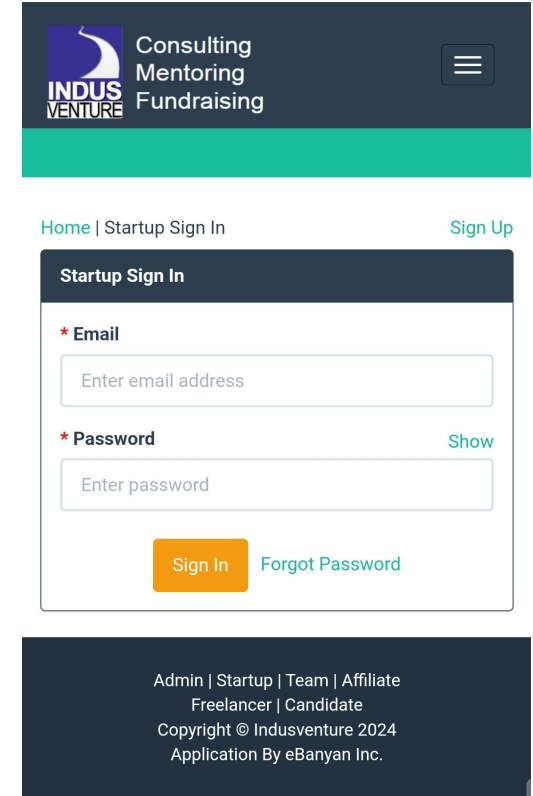 INDUS
VENTURE
Consulting
Mentoring
Fundraising
Home | Startup Sign In
Sign Up
Startup Sign In
* Email
Enter email address
* Password
Show
Enter password
Sign In
Forgot Password
Admin | Startup | Team | Affiliate
Freelancer | Candidate
Copyright © Indusventure 2024
Application By eBanyan Inc.